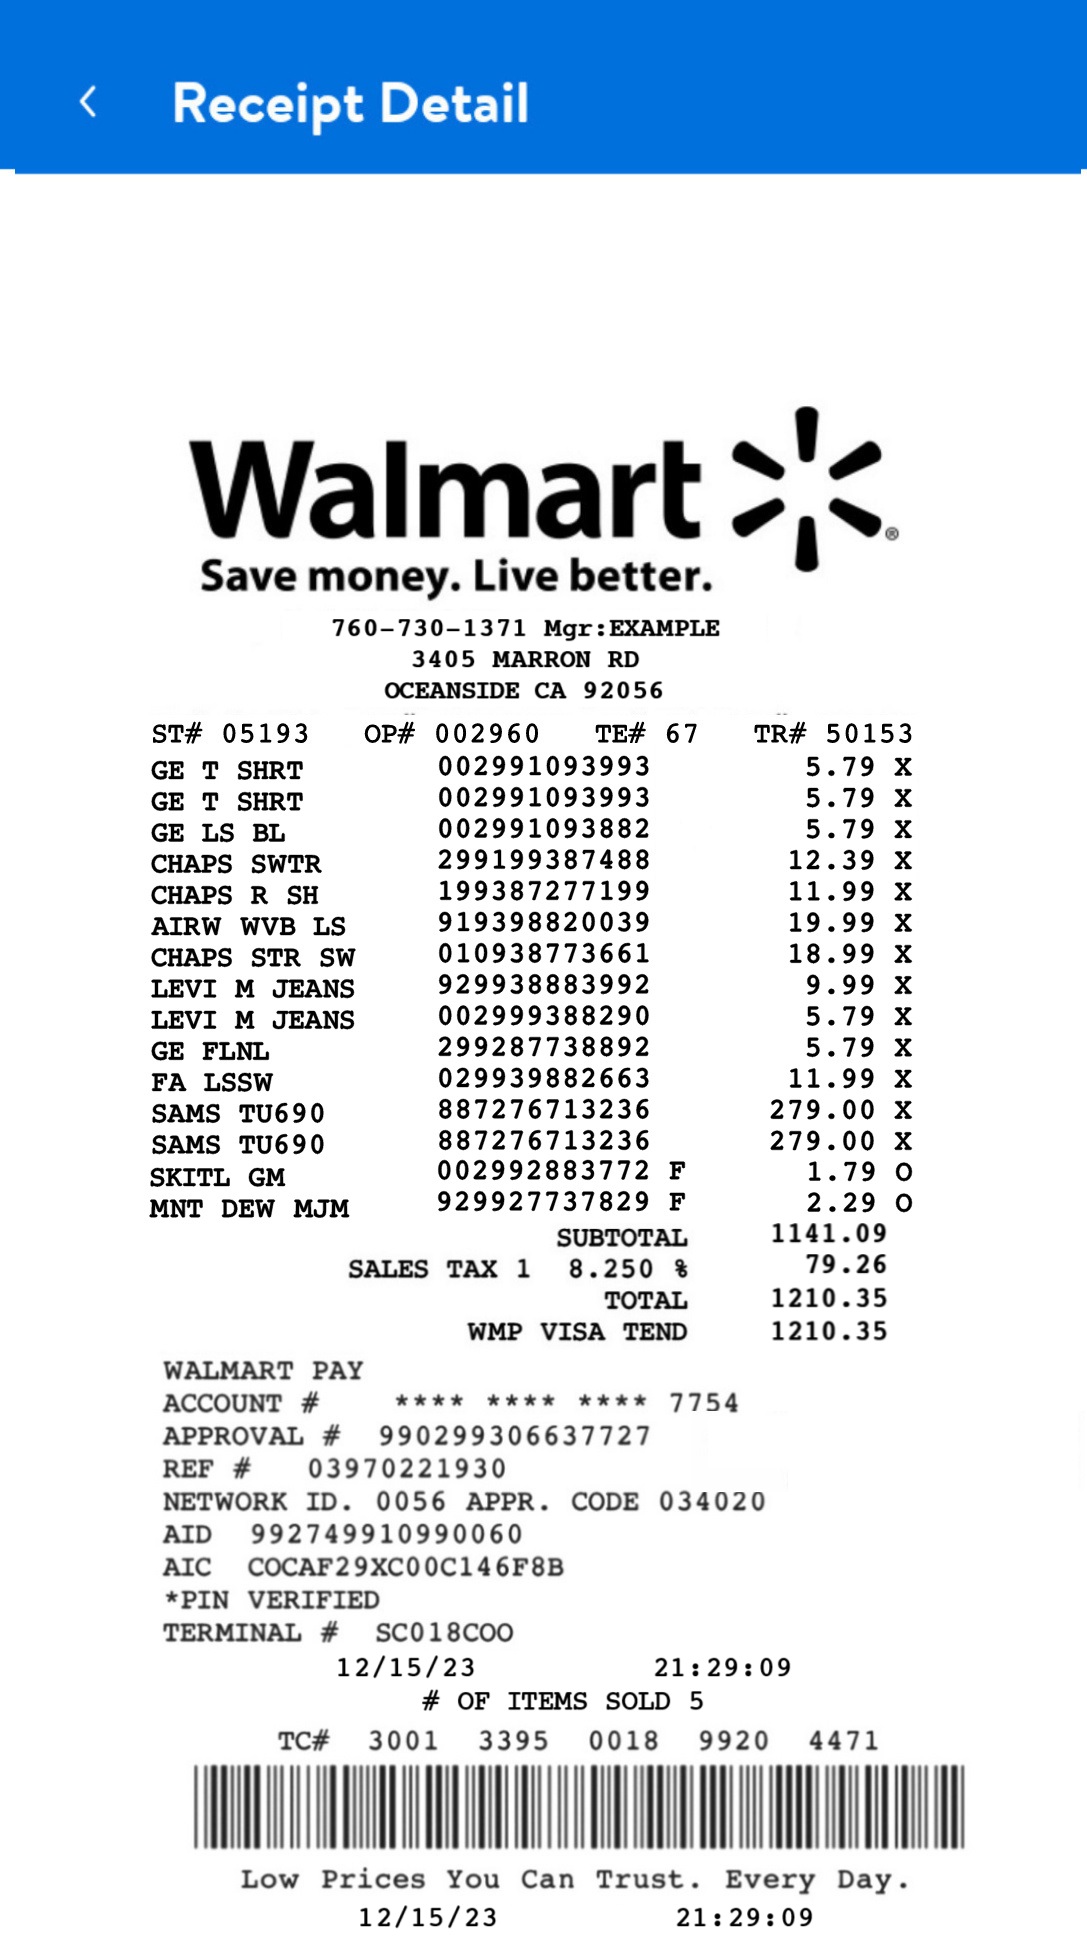 Receipt Detail
Walmart
Save money. Live better.
760-730-1371 Mgr:EXAMPLE
3405 MARRON RD
OCEANSIDE CA 92056
ST# 05193 OP# 002960 TE# 67 TR# 50153
GE T SHRT 002991093993 5.79 X
GE T SHRT 002991093993 5.79 X
GE LS BL 002991093882 5.79 X
CHAPS SWTR 299199387488 12.39 X
CHAPS R SH 199387277199 11.99 X
AIRW WVB LS 919398820039 19.99 X
CHAPS STR SW 010938773661 18.99 X
LEVI M JEANS 929938883992 9.99 X
LEVI M JEANS 002999388290 5.79 X
GE FLNL 299287738892 5.79 X
FA LSSW 029939882663 11.99 X
SAMS TU690 887276713236 279.00 X
SAMS TU690 887276713236 279.00 X
SKITL GM 002992883772 F 1.79 O
MNT DEW MJM 929927737829 F 2.29 O
SUBTOTAL 1141.09
SALES TAX 1 8.250 % 79.26
TOTAL 1210.35
WMP VISA TEND 1210.35
WALMART PAY
ACCOUNT # **** **** **** 7754
APPROVAL # 990299306637727
REF # 03970221930
NETWORK ID. 0056 APPR. CODE 034020
AID 992749910990060
AIC COCAF29XC00C146F8B
*PIN VERIFIED
TERMINAL # SC018COO
12/15/23 21:29:09
# OF ITEMS SOLD 5
TC# 3001 3395 0018 9920 4471
Low Prices You Can Trust. Every Day.
12/15/23 21:29:09